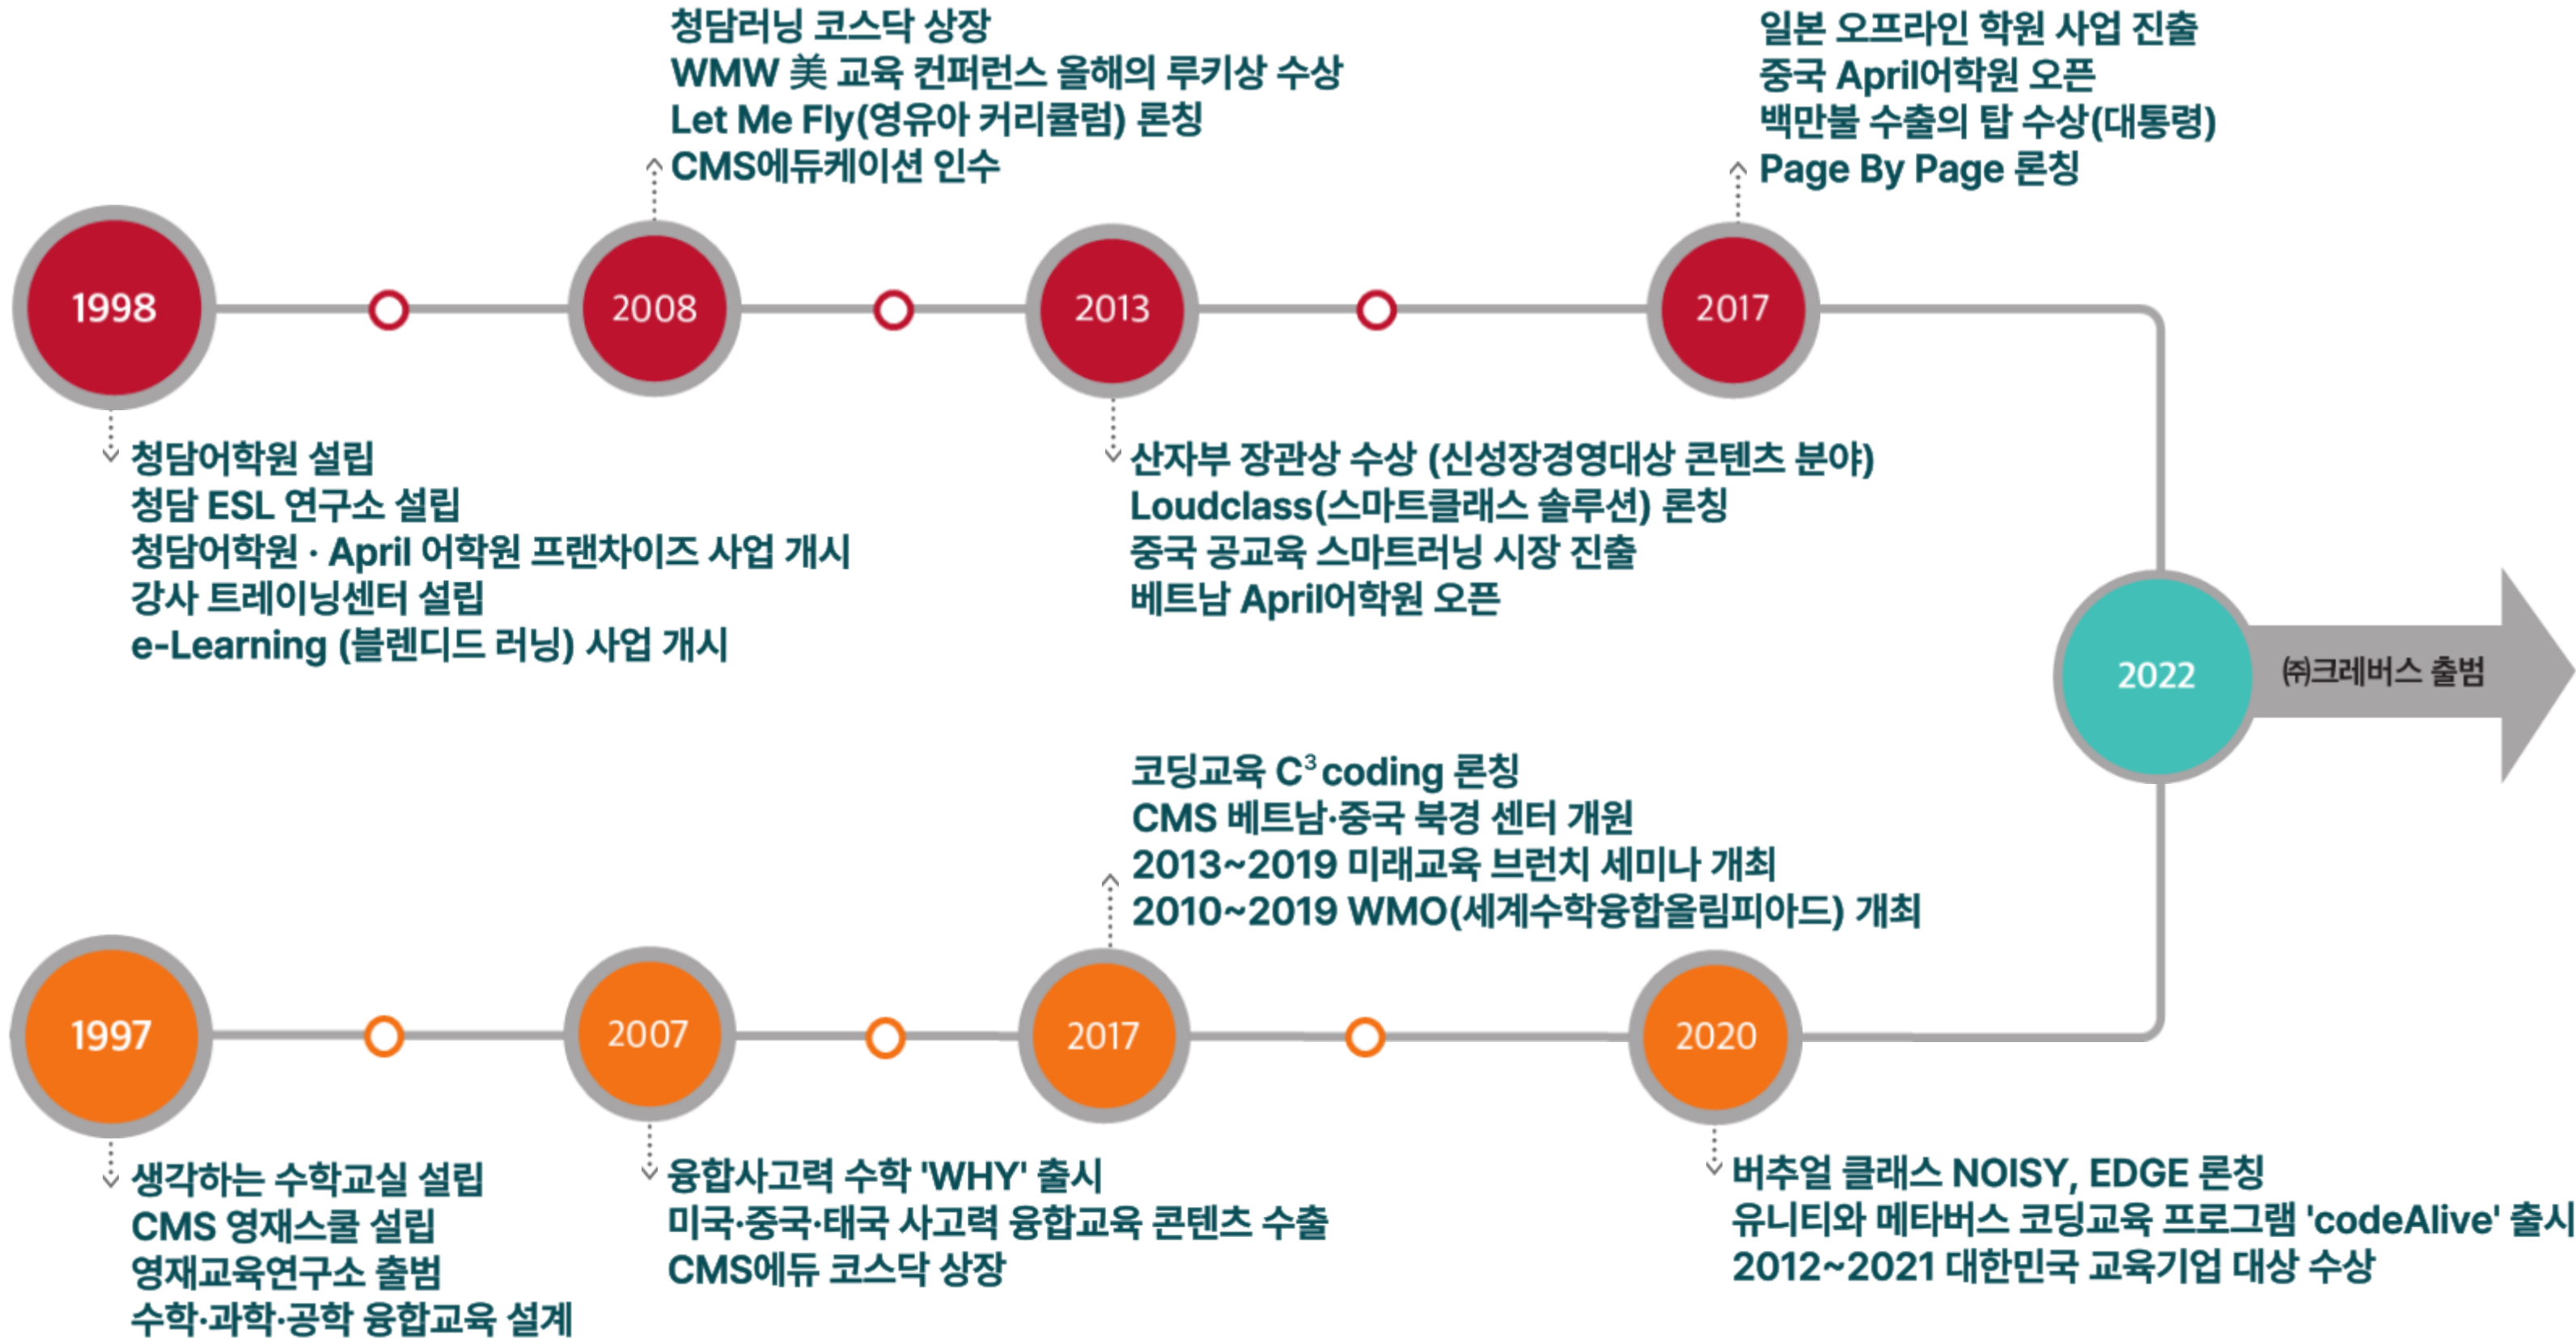 청담러닝 코스닥 상장
WMW 美 교육 컨퍼런스 올해의 루키상 수상
Let Me Fly(영유아 커리큘럼) 론칭
CMS에듀케이션 인수
일본 오프라인 학원 사업 진출
중국 April어학원 오픈
백만불 수출의 탑 수상(대통령)
Page By Page 론칭
1998
2008
2013
2017
청담어학원 설립
청담 ESL 연구소 설립
청담어학원 · April 어학원 프랜차이즈 사업 개시
강사 트레이닝센터 설립
e-Learning (블렌디드 러닝) 사업 개시
산자부 장관상 수상 (신성장경영대상 콘텐츠 분야)
Loudclass(스마트클래스 솔루션) 론칭
중국 공교육 스마트러닝 시장 진출
베트남 April어학원 오픈
2022
㈜크레버스 출범
코딩교육 C³ coding 론칭
CMS 베트남·중국 북경 센터 개원
2013~2019 미래교육 브런치 세미나 개최
2010~2019 WMO(세계수학융합올림피아드) 개최
1997
2007
2017
2020
생각하는 수학교실 설립
CMS 영재스쿨 설립
영재교육연구소 출범
수학·과학·공학 융합교육 설계
융합사고력 수학 'WHY' 출시
미국·중국·태국 사고력 융합교육 콘텐츠 수출
CMS에듀 코스닥 상장
버추얼 클래스 NOISY, EDGE 론칭
유니티와 메타버스 코딩교육 프로그램 'codeAlive' 출시
2012~2021 대한민국 교육기업 대상 수상